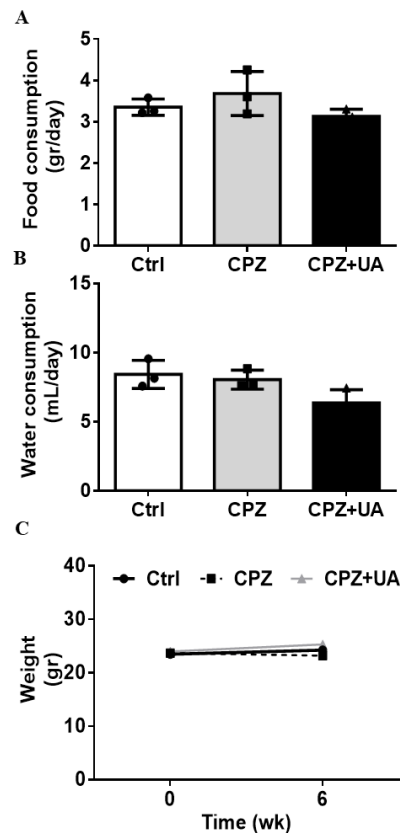 A
Food consumption
(gr/day)
5
4
3
2
1
0
Ctrl CPZ CPZ+UA
B
Water consumption
(mL/day)
15
10
5
0
Ctrl CPZ CPZ+UA
C
Weight
(gr)
40
30
20
10
0
Ctrl CPZ CPZ+UA
0 6
Time (wk)